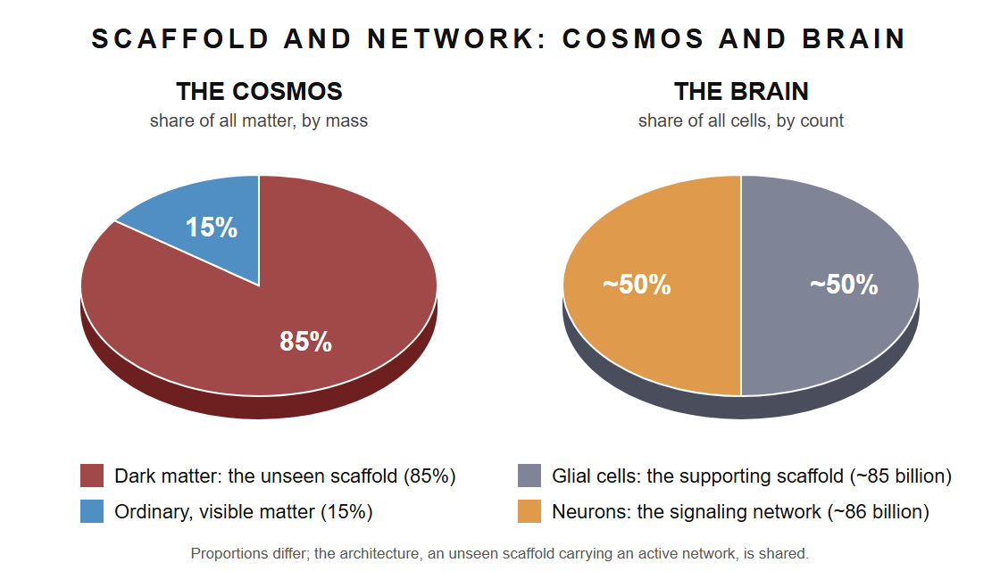 SCAFFOLD AND NETWORK: COSMOS AND BRAIN
THE COSMOS
share of all matter, by mass
15%
85%
Dark matter: the unseen scaffold (85%)
Ordinary, visible matter (15%)
THE BRAIN
share of all cells, by count
~50%
~50%
Glial cells: the supporting scaffold (~85 billion)
Neurons: the signaling network (~86 billion)
Proportions differ; the architecture, an unseen scaffold carrying an active network, is shared.